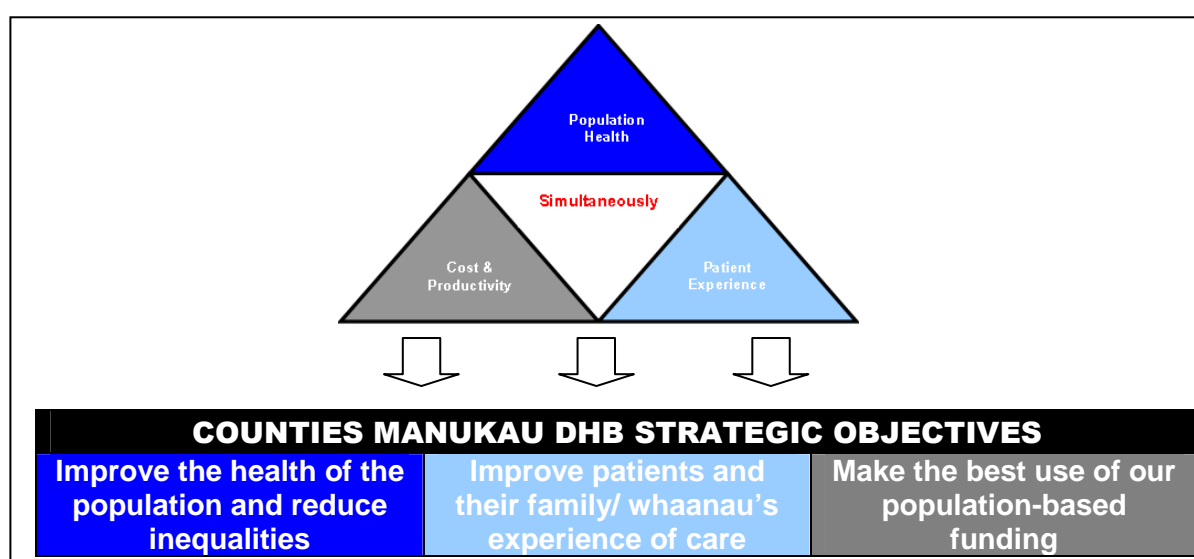 Population
Health
Simultaneously
Cost &
Productivity
Patient
Experience
COUNTIES MANUKAU DHB STRATEGIC OBJECTIVES
Improve the health of the
population and reduce
inequalities
Improve patients and
their family/ whaanau's
experience of care
Make the best use of our
population-based
funding